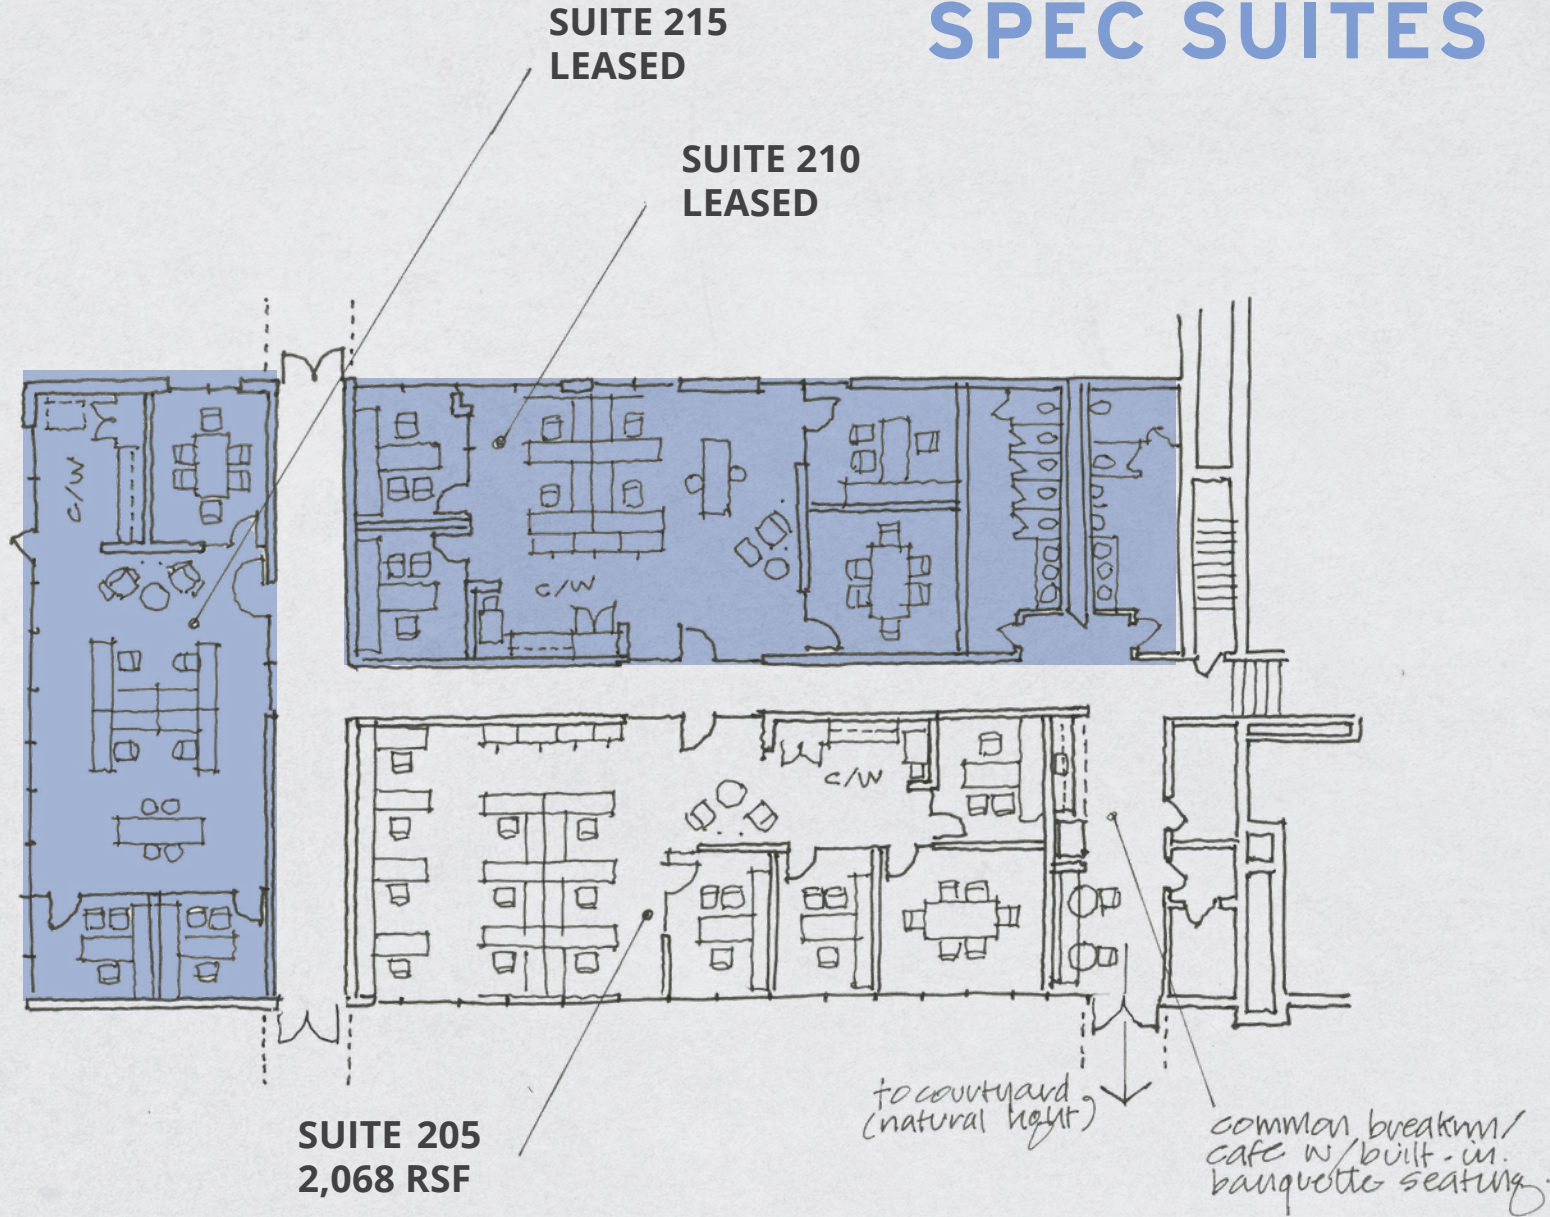 SPEC SUITES
SUITE 215
LEASED
SUITE 210
LEASED
C/W
C/W
C/W
SUITE 205
2,068 RSF
to courtyard
(natural light)
common breakrm/
cafe w/built-in
banquette seating